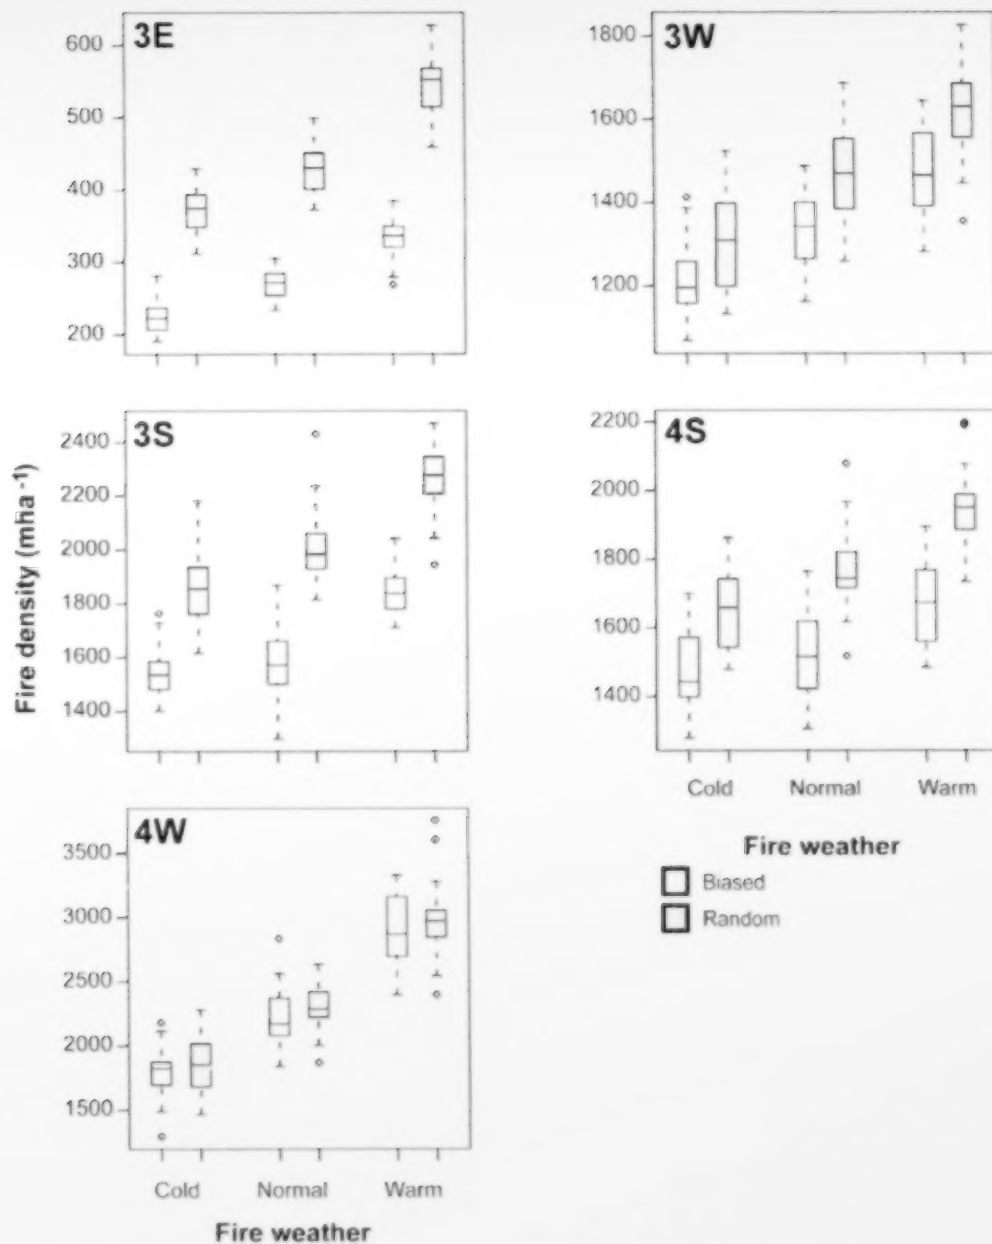 3E
600
500
400
300
200
3W
1800
1600
1400
1200
Fire density (mha⁻¹)
3S
2400
2200
2000
1800
1600
1400
4S
2200
2000
1800
1600
1400
Cold Normal Warm
Fire weather
Biased
Random
4W
3500
3000
2500
2000
1500
Cold Normal Warm
Fire weather